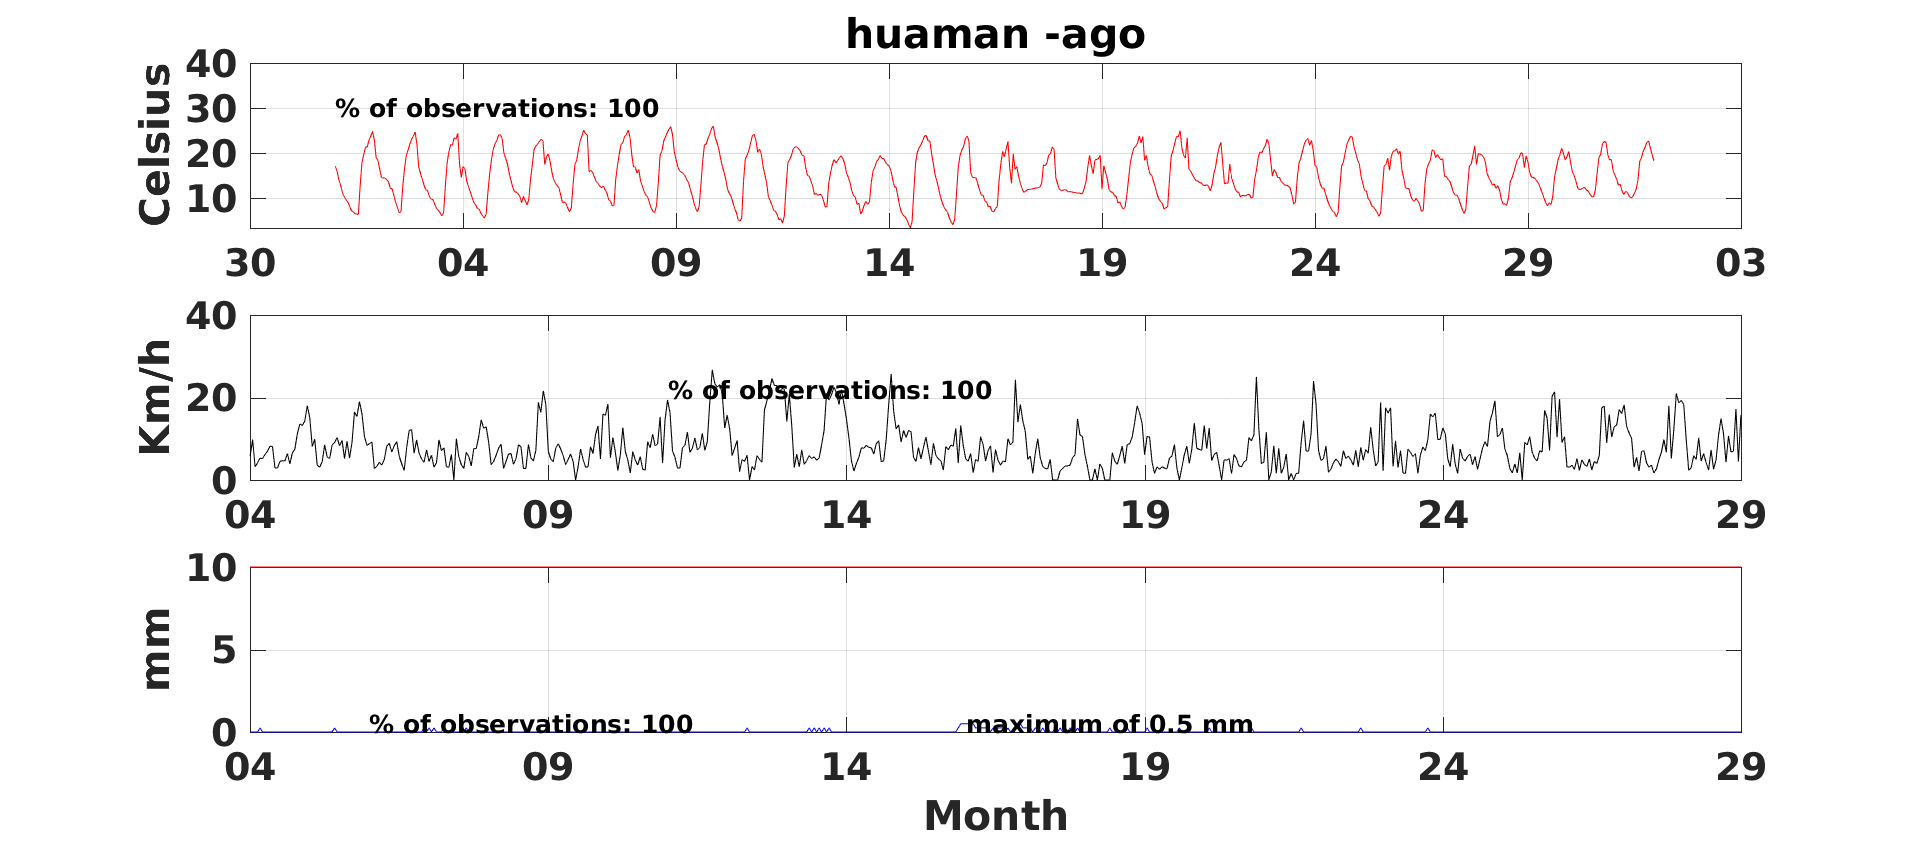 huaman -ago
Celsius
40
30
20
10
% of observations: 100
30 04 09 14 19 24 29 03
Km/h
40
20
0
% of observations: 100
04 09 14 19 24 29
mm
10
5
0
% of observations: 100 maximum of 0.5 mm
04 09 14 19 24 29
Month